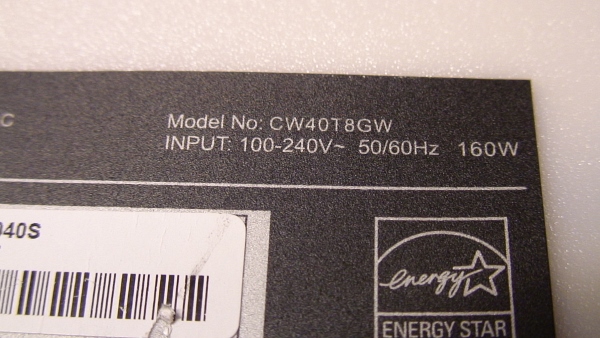 C
Model No: CW40T8GW
INPUT: 100-240V~ 50/60Hz 160W
040S
energy
ENERGY STAR